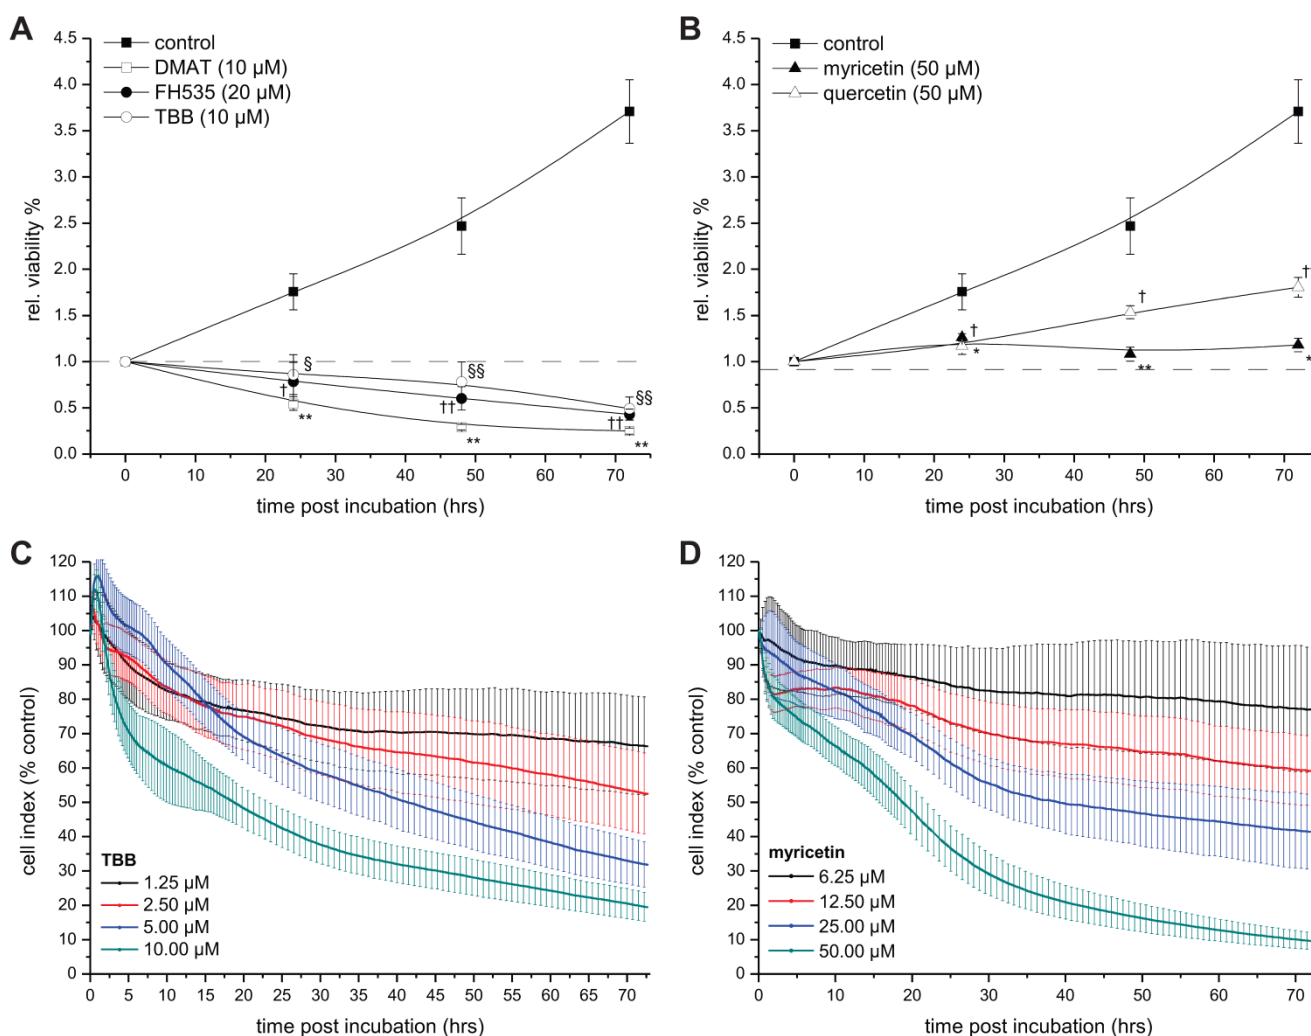 A
control
DMAT (10 µM)
FH535 (20 µM)
TBB (10 µM)
rel. viability %
4.5
4.0
3.5
3.0
2.5
2.0
1.5
1.0
0.5
0.0
§
§§
§§
†
††
††
**
**
**
0 10 20 30 40 50 60 70
time post incubation (hrs)
B
control
myricetin (50 µM)
quercetin (50 µM)
rel. viability %
4.5
4.0
3.5
3.0
2.5
2.0
1.5
1.0
0.5
0.0
†
†
†
*
**
*
0 10 20 30 40 50 60 70
time post incubation (hrs)
C
cell index (% control)
120
110
100
90
80
70
60
50
40
30
20
10
0
TBB
1.25 µM
2.50 µM
5.00 µM
10.00 µM
0 5 10 15 20 25 30 35 40 45 50 55 60 65 70
time post incubation (hrs)
D
cell index (% control)
120
110
100
90
80
70
60
50
40
30
20
10
0
myricetin
6.25 µM
12.50 µM
25.00 µM
50.00 µM
0 10 20 30 40 50 60 70
time post incubation (hrs)